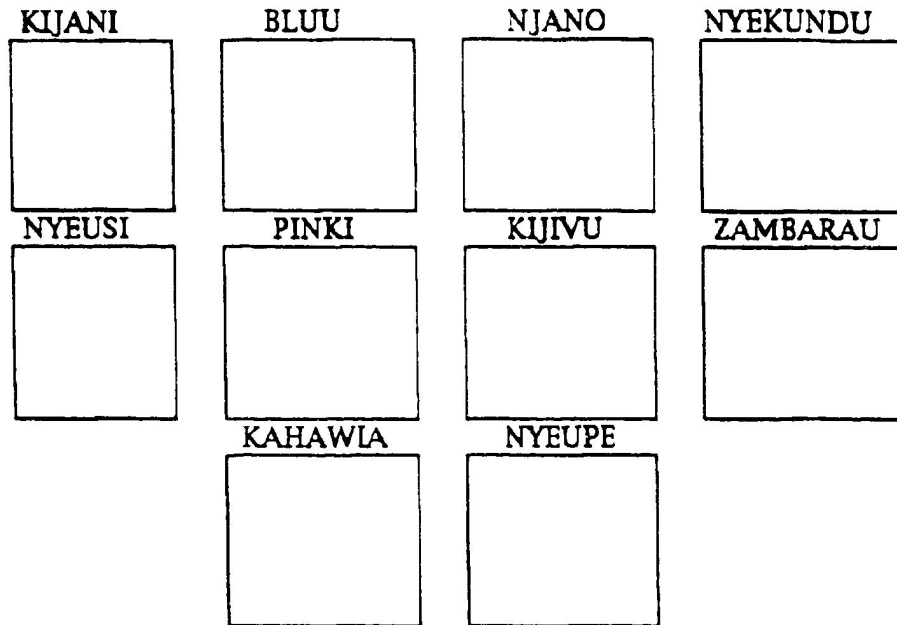 KIJANI BLUU NJANO NYEKUNDU
NYEUSI PINKI KIJIVU ZAMBARAU
KAHAWIA NYEUPE